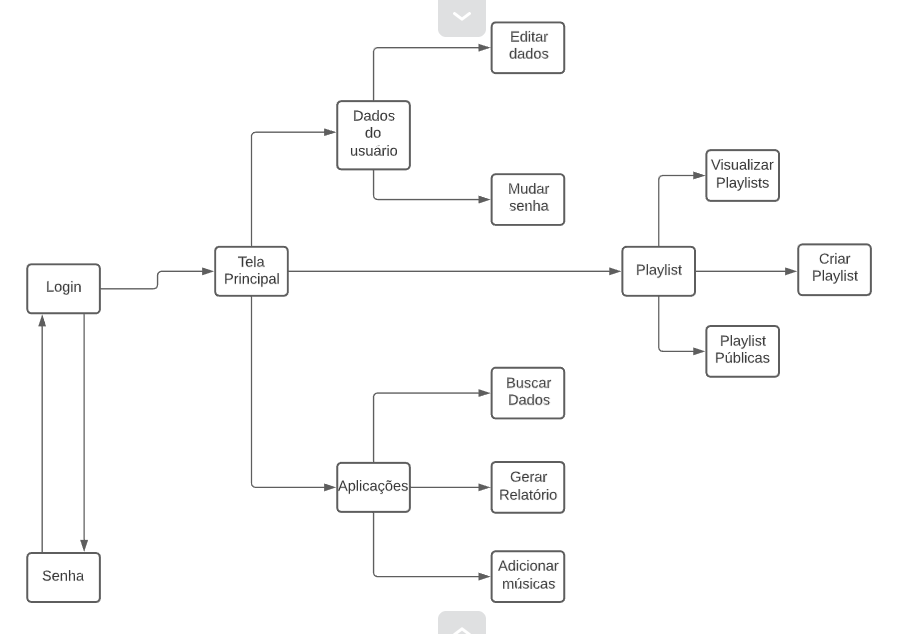 Editar
dados
Dados
do
usuário
Mudar
senha
Visualizar
Playlists
Login
Tela
Principal
Playlist
Criar
Playlist
Playlist
Públicas
Buscar
Dados
Aplicações
Gerar
Relatório
Senha
Adicionar
músicas